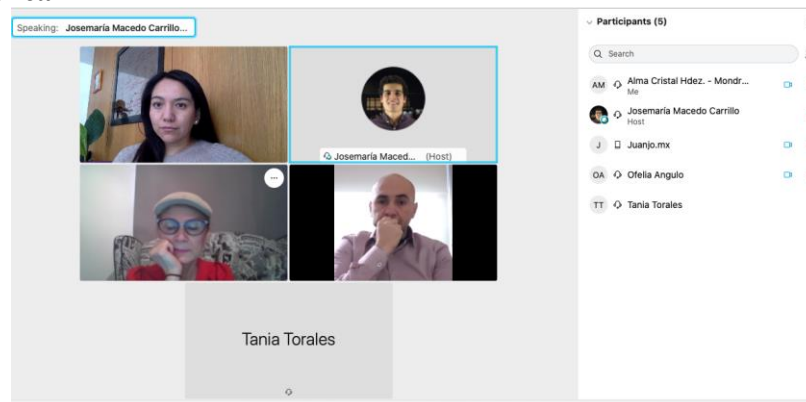 Speaking: Josemaría Macedo Carrillo...
Josemaría Maced... (Host)
Tania Torales
Participants (5)
Search
AM Alma Cristal Hdez. - Mondr...
Me
Josemaría Macedo Carrillo
Host
J Juanjo.mx
OA Ofelia Angulo
TT Tania Torales